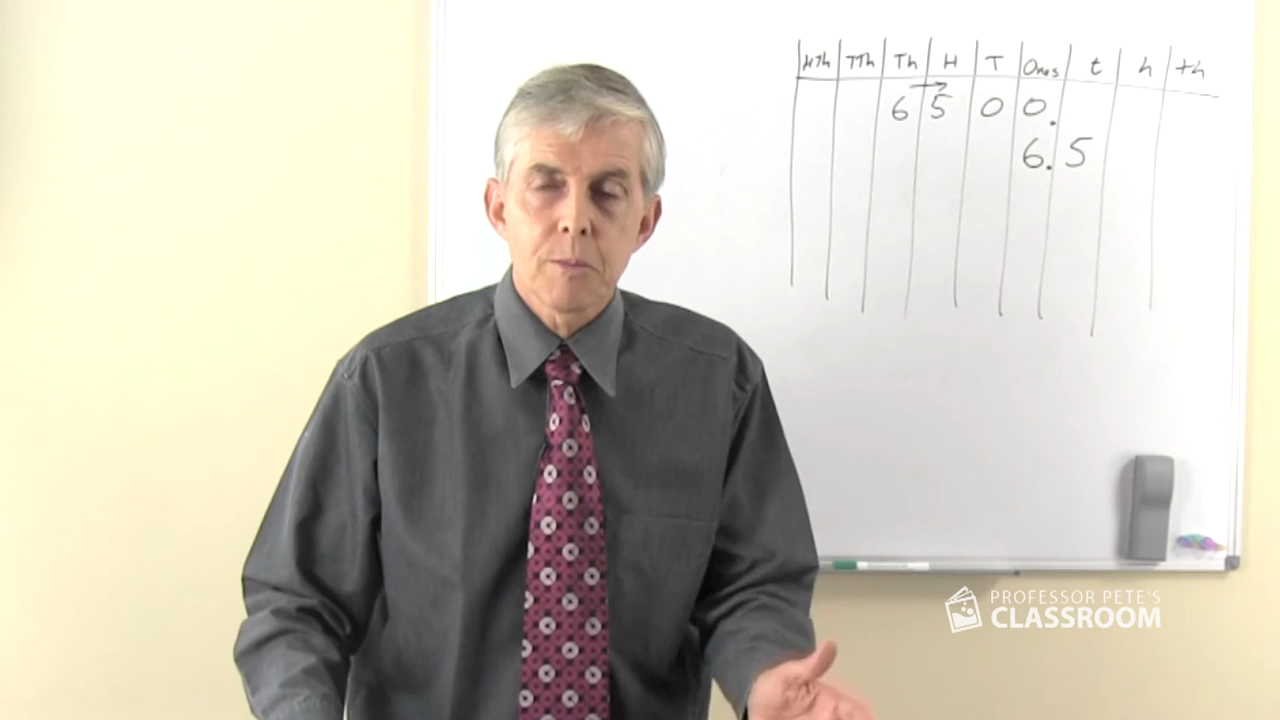 HTh TTh Th H T Ones t h th
6 5 0 0.
6.5
PROFESSOR PETE'S
CLASSROOM